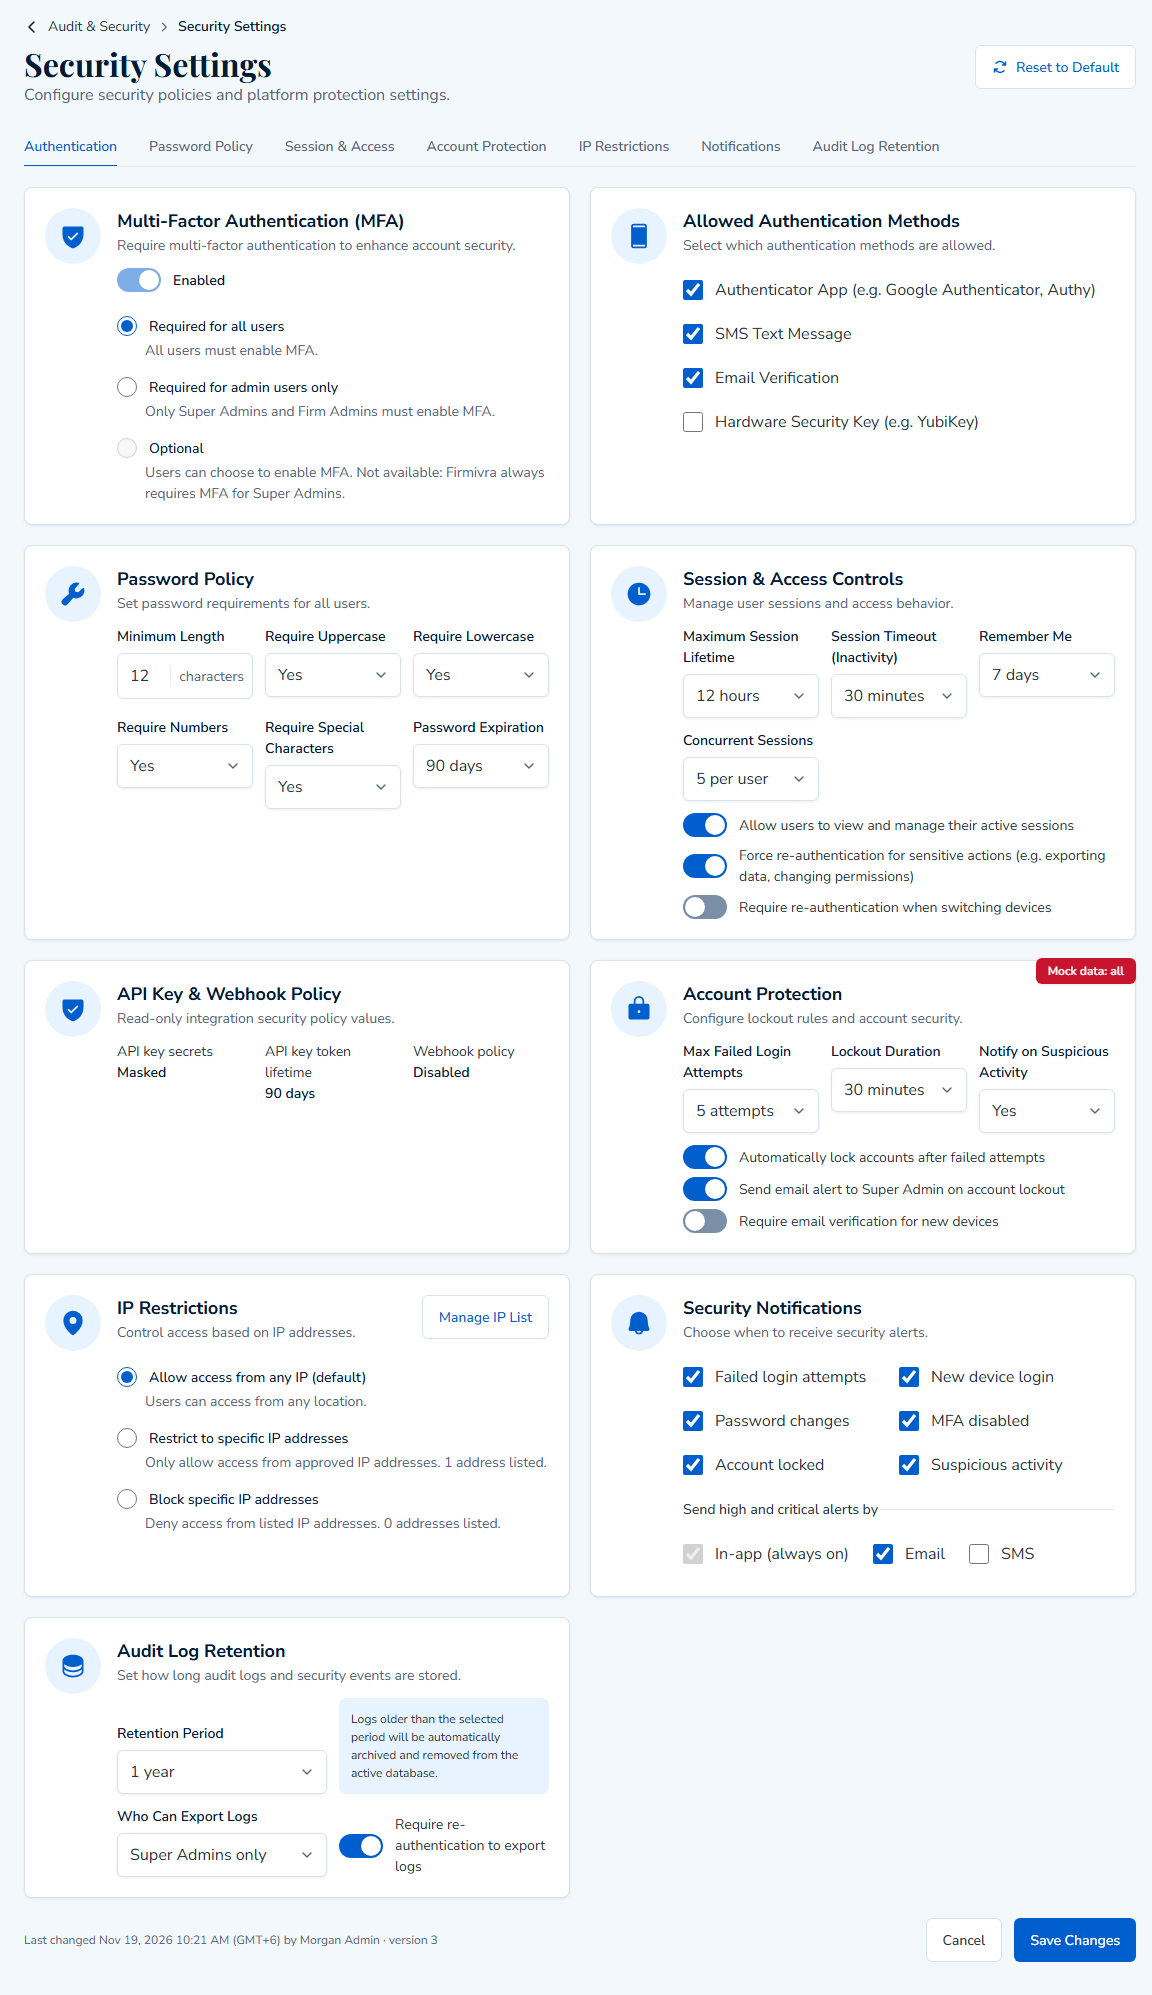 Audit & Security > Security Settings
Security Settings
Reset to Default
Configure security policies and platform protection settings.
Authentication Password Policy Session & Access Account Protection IP Restrictions Notifications Audit Log Retention
Multi-Factor Authentication (MFA)
Require multi-factor authentication to enhance account security.
Enabled
Required for all users
All users must enable MFA.
Required for admin users only
Only Super Admins and Firm Admins must enable MFA.
Optional
Users can choose to enable MFA. Not available: Firmivra always
requires MFA for Super Admins.
Allowed Authentication Methods
Select which authentication methods are allowed.
Authenticator App (e.g. Google Authenticator, Authy)
SMS Text Message
Email Verification
Hardware Security Key (e.g. YubiKey)
Password Policy
Set password requirements for all users.
Minimum Length Require Uppercase Require Lowercase
12 characters Yes Yes
Require Numbers Require Special Password Expiration
Characters
Yes Yes 90 days
Session & Access Controls
Manage user sessions and access behavior.
Maximum Session Session Timeout Remember Me
Lifetime (Inactivity)
12 hours 30 minutes 7 days
Concurrent Sessions
5 per user
Allow users to view and manage their active sessions
Force re-authentication for sensitive actions (e.g. exporting
data, changing permissions)
Require re-authentication when switching devices
API Key & Webhook Policy
Read-only integration security policy values.
API key secrets API key token Webhook policy
Masked lifetime Disabled
90 days
Mock data: all
Account Protection
Configure lockout rules and account security.
Max Failed Login Lockout Duration Notify on Suspicious
Attempts Activity
5 attempts 30 minutes Yes
Automatically lock accounts after failed attempts
Send email alert to Super Admin on account lockout
Require email verification for new devices
IP Restrictions
Control access based on IP addresses.
Manage IP List
Allow access from any IP (default)
Users can access from any location.
Restrict to specific IP addresses
Only allow access from approved IP addresses. 1 address listed.
Block specific IP addresses
Deny access from listed IP addresses. 0 addresses listed.
Security Notifications
Choose when to receive security alerts.
Failed login attempts New device login
Password changes MFA disabled
Account locked Suspicious activity
Send high and critical alerts by
In-app (always on) Email SMS
Audit Log Retention
Set how long audit logs and security events are stored.
Retention Period
1 year
Logs older than the selected
period will be automatically
archived and removed from the
active database.
Who Can Export Logs
Super Admins only
Require re-
authentication to export
logs
Last changed Nov 19, 2026 10:21 AM (GMT+6) by Morgan Admin · version 3
Cancel Save Changes